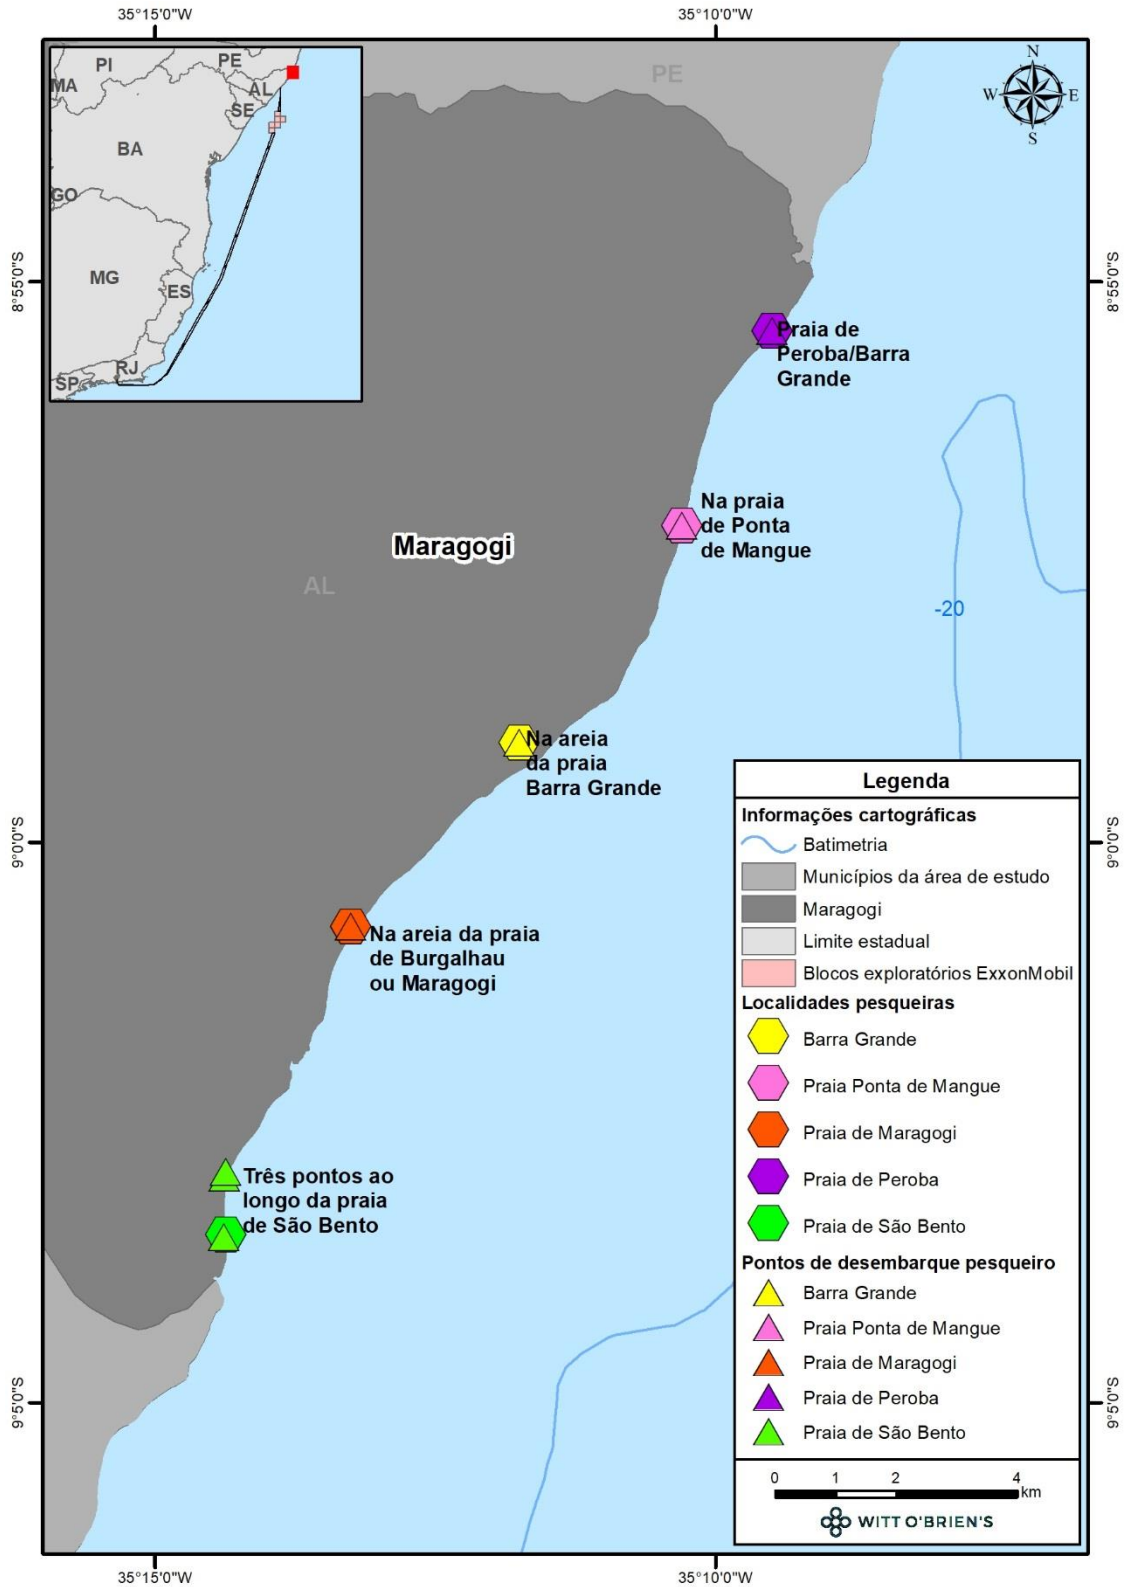 35°15'0"W
35°10'0"W
PI
PE
MA
AL
SE
BA
GO
MG
ES
RJ
SP
PE
N
W
E
S
8°55'0"S
8°55'0"S
Praia de
Peroba/Barra
Grande
Na praia
de Ponta
de Mangue
Maragogi
AL
-20
Na areia
da praia
Barra Grande
9°0'0"S
9°0'0"S
Na areia da praia
de Burgalhau
ou Maragogi
Três pontos ao
longo da praia
de São Bento
9°5'0"S
9°5'0"S
Legenda
Informações cartográficas
Batimetria
Municípios da área de estudo
Maragogi
Limite estadual
Blocos exploratórios ExxonMobil
Localidades pesqueiras
Barra Grande
Praia Ponta de Mangue
Praia de Maragogi
Praia de Peroba
Praia de São Bento
Pontos de desembarque pesqueiro
Barra Grande
Praia Ponta de Mangue
Praia de Maragogi
Praia de Peroba
Praia de São Bento
0 1 2 4
km
WITT O'BRIEN'S
35°15'0"W
35°10'0"W